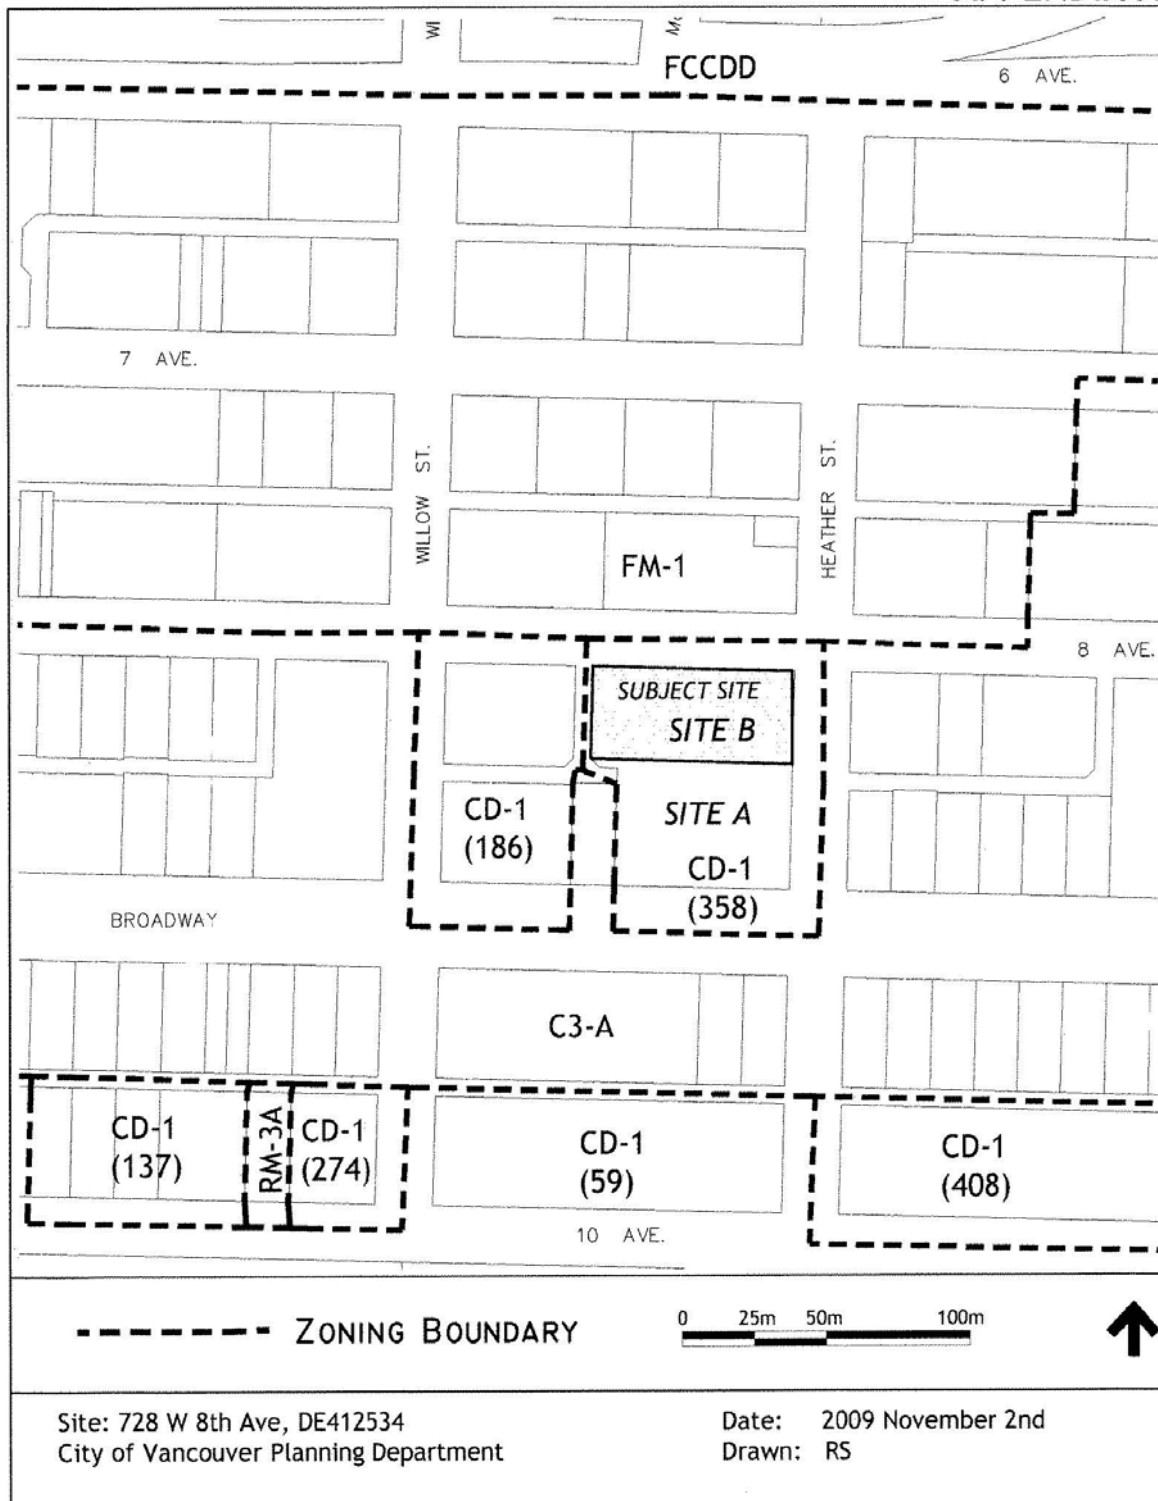 FCCDD
6 AVE.
7 AVE.
WILLOW ST.
HEATHER ST.
FM-1
8 AVE.
SUBJECT SITE
SITE B
SITE A
CD-1
(186)
CD-1
(358)
BROADWAY
C3-A
CD-1
(137)
RM-3A
CD-1
(274)
CD-1
(59)
CD-1
(408)
10 AVE.
ZONING BOUNDARY
0 25m 50m 100m
Site: 728 W 8th Ave, DE412534
City of Vancouver Planning Department
Date: 2009 November 2nd
Drawn: RS